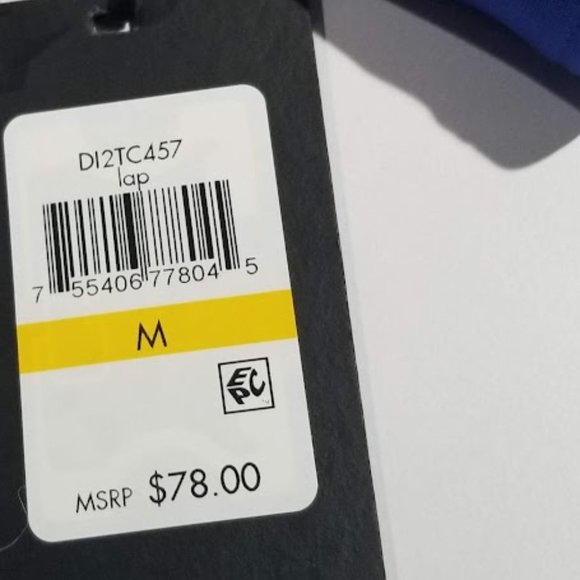 DI2TC457
lap
7 55406 77804 5
M
EPC
MSRP $78.00